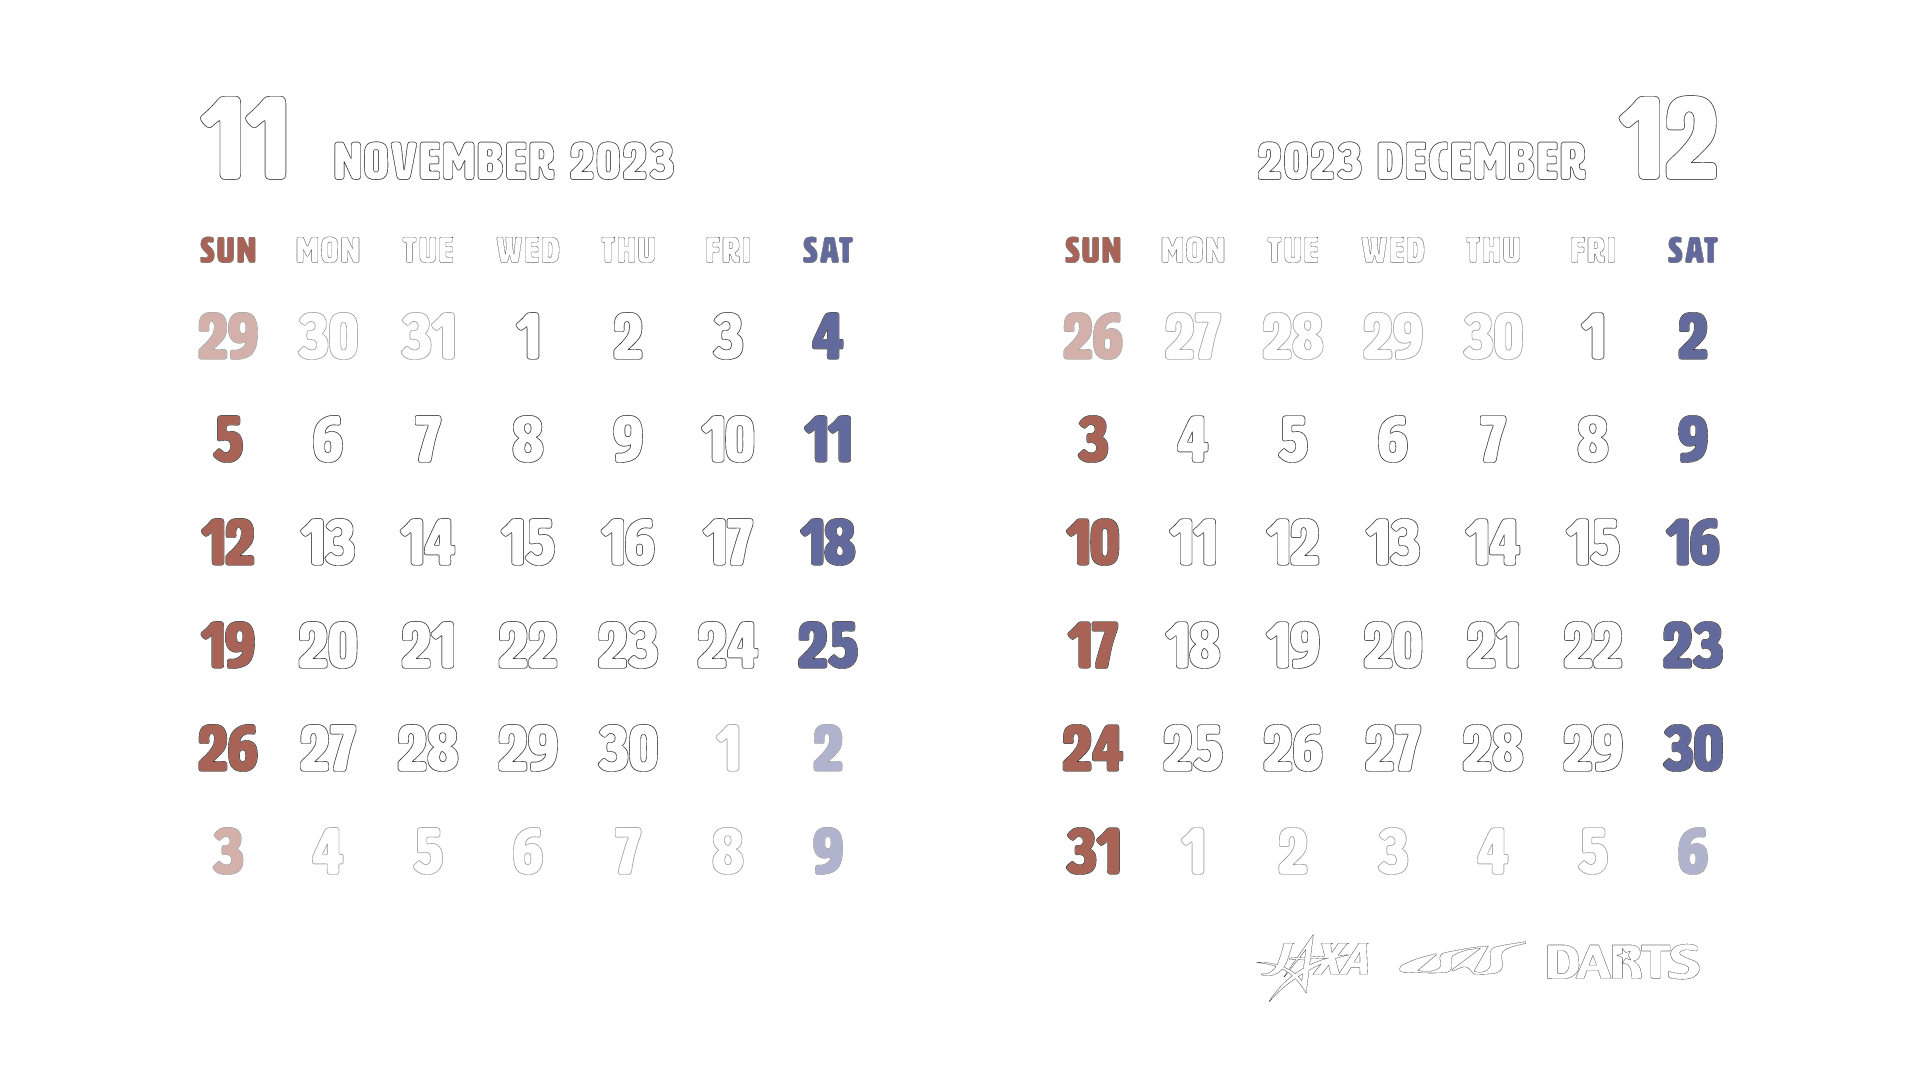 11 NOVEMBER 2023
SUN MON TUE WED THU FRI SAT
29 30 31 1 2 3 4
5 6 7 8 9 10 11
12 13 14 15 16 17 18
19 20 21 22 23 24 25
26 27 28 29 30 1 2
3 4 5 6 7 8 9
2023 DECEMBER 12
SUN MON TUE WED THU FRI SAT
26 27 28 29 30 1 2
3 4 5 6 7 8 9
10 11 12 13 14 15 16
17 18 19 20 21 22 23
24 25 26 27 28 29 30
31 1 2 3 4 5 6
JAXA ISAS DARTS